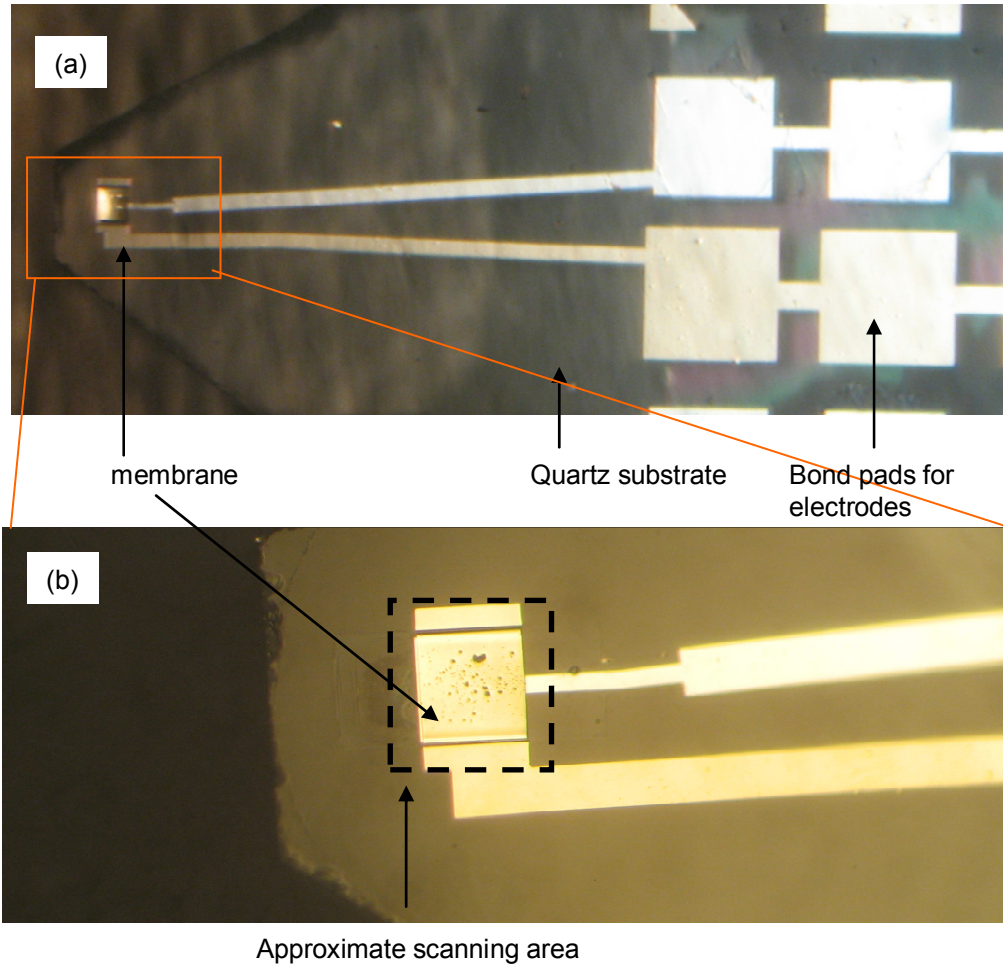 (a)
membrane
Quartz substrate
Bond pads for
electrodes
(b)
Approximate scanning area